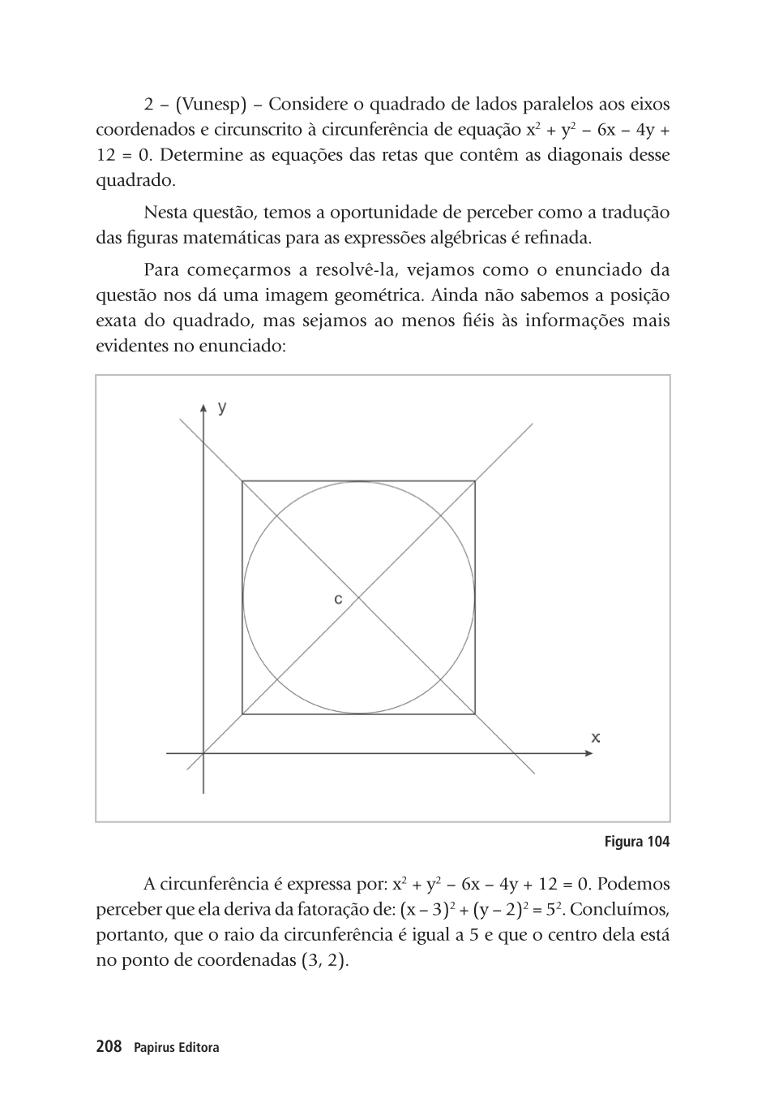 2 – (Vunesp) – Considere o quadrado de lados paralelos aos eixos
coordenados e circunscrito à circunferência de equação x² + y² – 6x – 4y +
12 = 0. Determine as equações das retas que contêm as diagonais desse
quadrado.
Nesta questão, temos a oportunidade de perceber como a tradução
das figuras matemáticas para as expressões algébricas é refinada.
Para começarmos a resolvê-la, vejamos como o enunciado da
questão nos dá uma imagem geométrica. Ainda não sabemos a posição
exata do quadrado, mas sejamos ao menos fiéis às informações mais
evidentes no enunciado:
y
c
x
Figura 104
A circunferência é expressa por: x² + y² – 6x – 4y + 12 = 0. Podemos
perceber que ela deriva da fatoração de: (x – 3)² + (y – 2)² = 5². Concluímos,
portanto, que o raio da circunferência é igual a 5 e que o centro dela está
no ponto de coordenadas (3, 2).
208 Papirus Editora